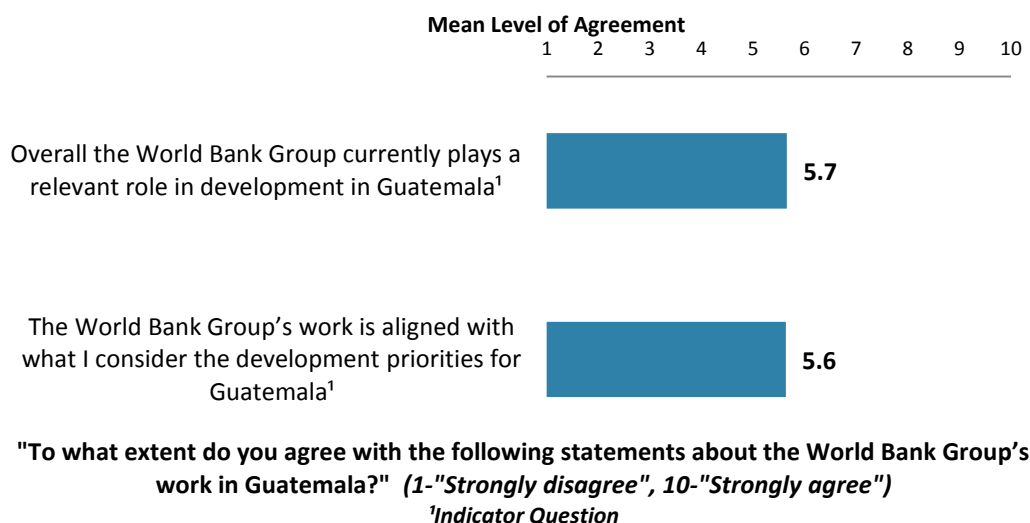 Mean Level of Agreement
1 2 3 4 5 6 7 8 9 10
Overall the World Bank Group currently plays a
relevant role in development in Guatemala¹
5.7
The World Bank Group’s work is aligned with
what I consider the development priorities for
Guatemala¹
5.6
"To what extent do you agree with the following statements about the World Bank Group’s
work in Guatemala?" (1-"Strongly disagree", 10-"Strongly agree")
¹Indicator Question